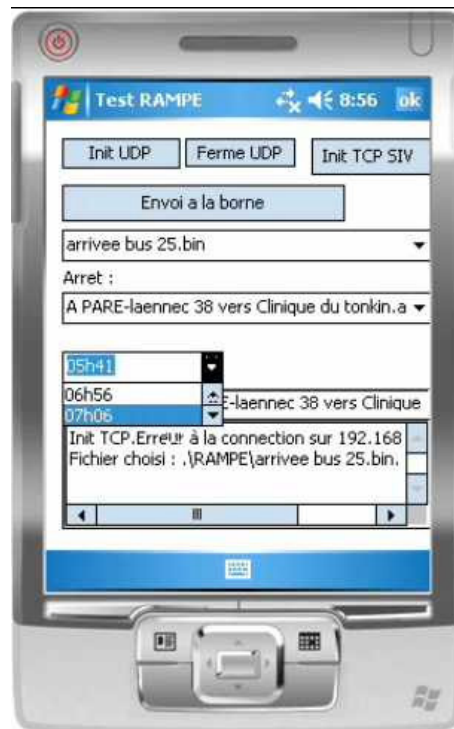 Test RAMPE 8:56 ok
Init UDP Ferme UDP Init TCP SIV
Envoi a la borne
arrivee bus 25.bin
Arret :
A PARE-laennec 38 vers Clinique du tonkin.a
05h41
06h56
07h06
E-laennec 38 vers Clinique
Init TCP.Erreur à la connection sur 192.168
Fichier choisi : .\RAMPE\arrivee bus 25.bin.